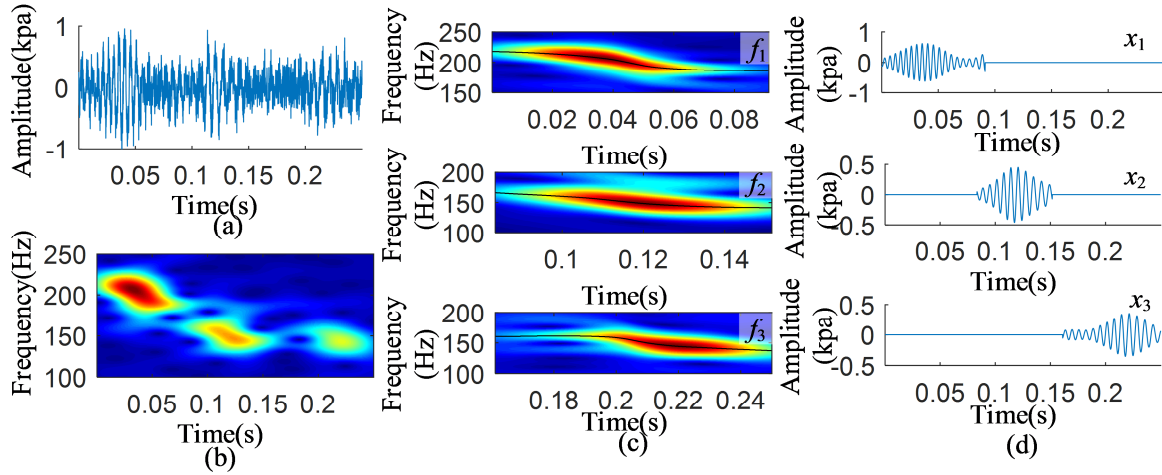 Amplitude(kpa)
1
0
-1
0.05 0.1 0.15 0.2
Time(s)
(a)
Frequency(Hz)
250
200
150
100
0.05 0.1 0.15 0.2
Time(s)
(b)
Frequency
(Hz)
250
200
150
f1
0.02 0.04 0.06 0.08
Time(s)
Frequency
(Hz)
200
150
100
f2
0.1 0.12 0.14
Time(s)
Frequency
(Hz)
200
150
100
f3
0.18 0.2 0.22 0.24
Time(s)
(c)
Amplitude
(kpa)
1
0
-1
x1
0.05 0.1 0.15 0.2
Time(s)
Amplitude
(kpa)
0.5
0
-0.5
x2
0.05 0.1 0.15 0.2
Time(s)
Amplitude
(kpa)
0.5
0
-0.5
x3
0.05 0.1 0.15 0.2
Time(s)
(d)